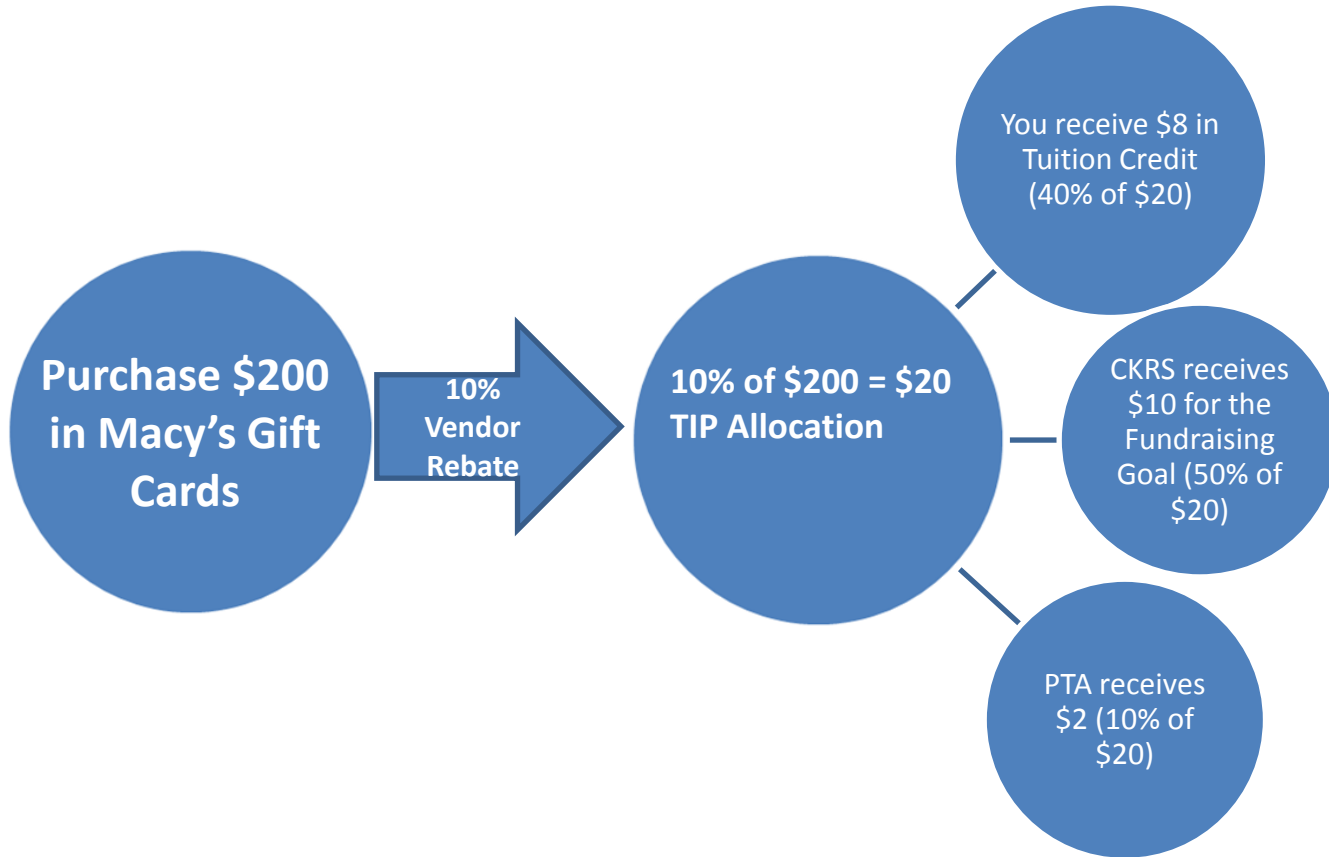 Purchase $200
in Macy’s Gift
Cards
10%
Vendor
Rebate
10% of $200 = $20
TIP Allocation
You receive $8 in
Tuition Credit
(40% of $20)
CKRS receives
$10 for the
Fundraising
Goal (50% of
$20)
PTA receives
$2 (10% of
$20)